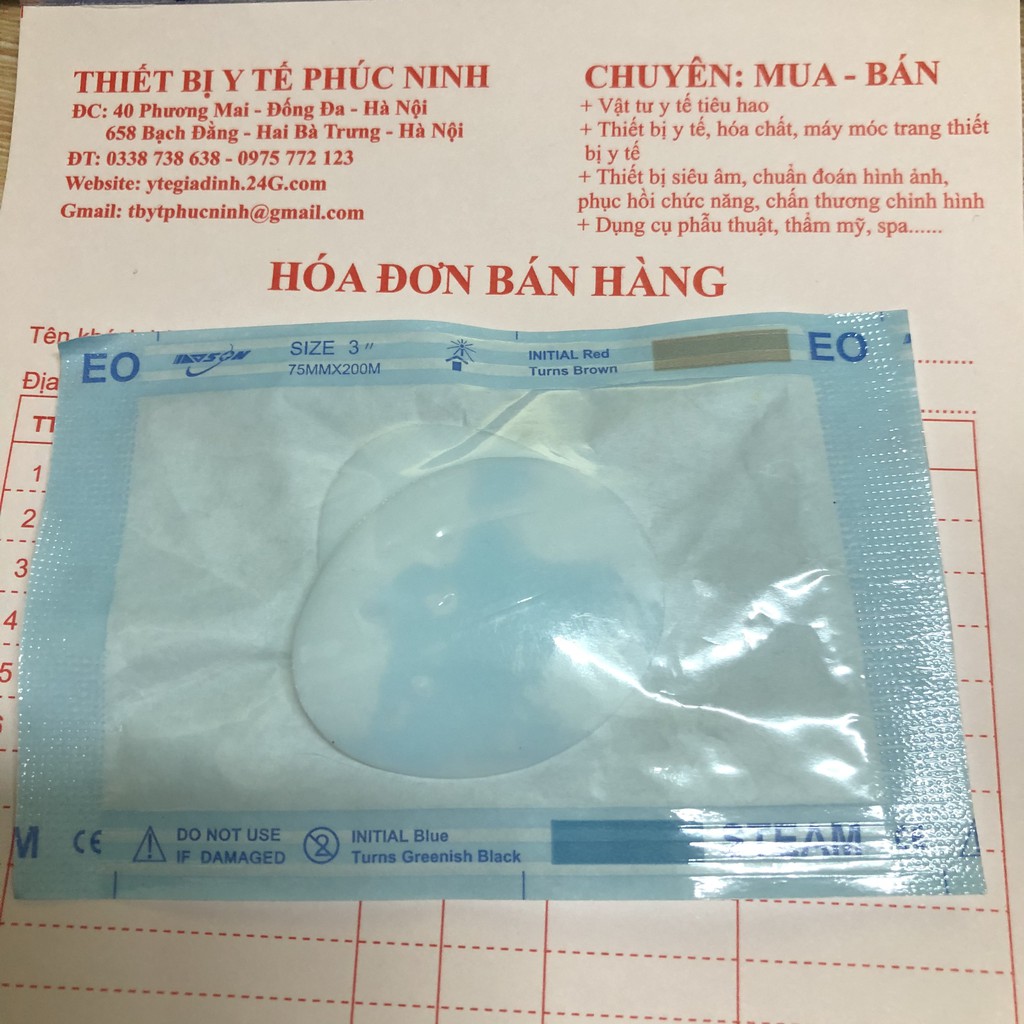 THIẾT BỊ Y TẾ PHÚC NINH
ĐC: 40 Phương Mai - Đống Đa - Hà Nội
658 Bạch Đằng - Hai Bà Trưng - Hà Nội
ĐT: 0338 738 638 - 0975 772 123
Website: ytegiadinh.24G.com
Gmail: tbytphucninh@gmail.com
CHUYÊN: MUA - BÁN
+ Vật tư y tế tiêu hao
+ Thiết bị y tế, hóa chất, máy móc trang thiết
bị y tế
+ Thiết bị siêu âm, chuẩn đoán hình ảnh,
phục hồi chức năng, chấn thương chỉnh hình
+ Dụng cụ phẫu thuật, thẩm mỹ, spa......
HÓA ĐƠN BÁN HÀNG
Tên
Địa
TT
1
2
3
4
5
EO
SIZE 3"
75MMX200M
INITIAL Red
Turns Brown
EO
M
CE
DO NOT USE
IF DAMAGED
2
INITIAL Blue
Turns Greenish Black
STEAM
CE